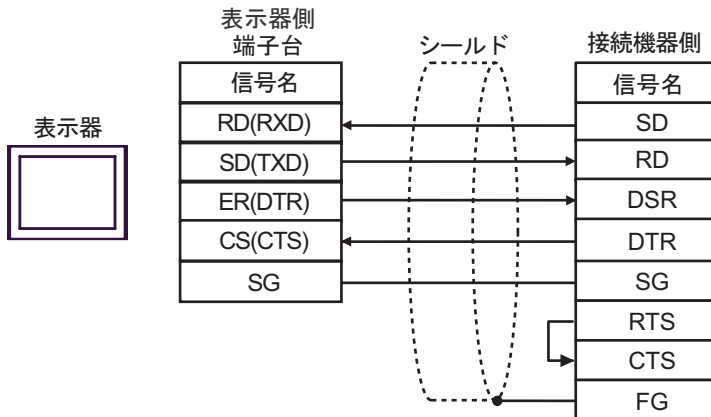 表示器
表示器側
端子台
信号名
RD(RXD)
SD(TXD)
ER(DTR)
CS(CTS)
SG
シールド
接続機器側
信号名
SD
RD
DSR
DTR
SG
RTS
CTS
FG